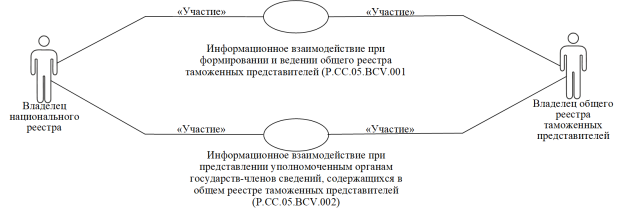 «Участие»
«Участие»
Информационное взаимодействие при
формировании и ведении общего реестра
таможенных представителей (P.CC.05.BCV.001
Владелец
национального
реестра
Владелец общего
реестра
таможенных
представителей
«Участие»
«Участие»
Информационное взаимодействие при
представлении уполномоченным органам
государств-членов сведений, содержащихся в
общем реестре таможенных представителей
(P.CC.05.BCV.002)